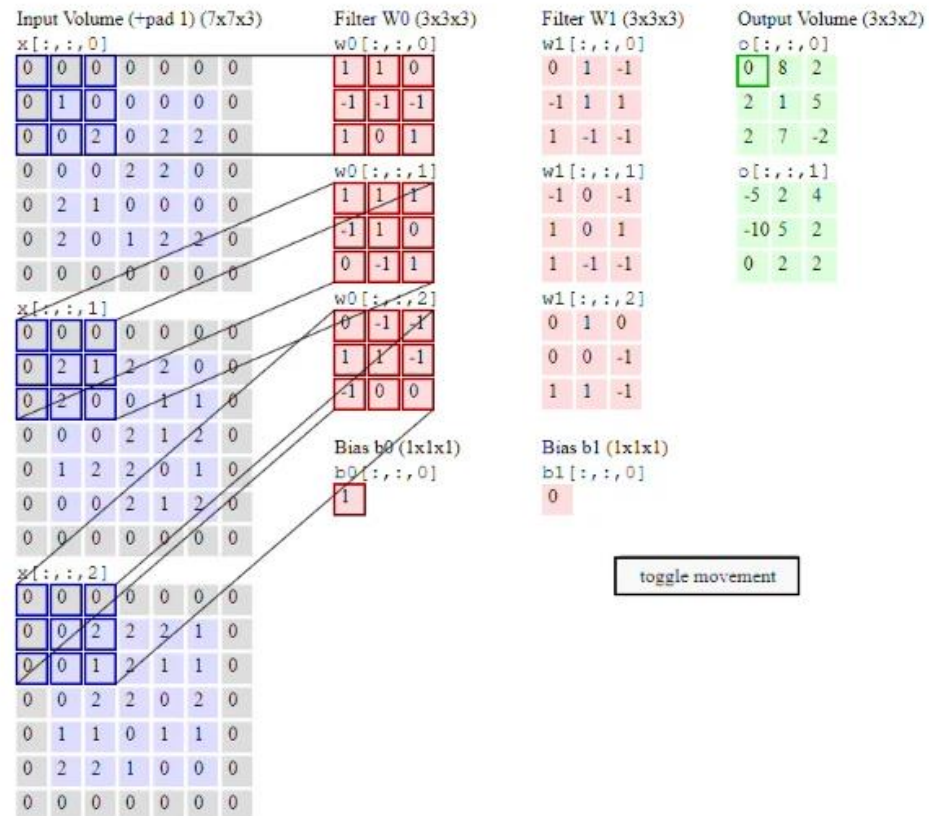 Input Volume (+pad 1) (7x7x3)
x[:,:,0]
0 0 0 0 0 0 0
0 1 0 0 0 0 0
0 0 2 0 2 2 0
0 0 0 2 2 0 0
0 2 1 0 0 0 0
0 2 0 1 2 2 0
0 0 0 0 0 0 0
x[:,:,1]
0 0 0 0 0 0 0
0 2 1 2 2 0 0
0 2 0 0 1 1 0
0 0 0 2 1 2 0
0 1 2 2 0 1 0
0 0 0 2 1 2 0
0 0 0 0 0 0 0
x[:,:,2]
0 0 0 0 0 0 0
0 0 2 2 2 1 0
0 0 1 2 1 1 0
0 0 2 2 0 2 0
0 1 1 0 1 1 0
0 2 2 1 0 0 0
0 0 0 0 0 0 0
Filter W0 (3x3x3)
w0[:,:,0]
1 1 0
-1 -1 -1
1 0 1
w0[:,:,1]
1 1 1
-1 1 0
0 -1 1
w0[:,:,2]
0 -1 -1
1 1 -1
-1 0 0
Bias b0 (1x1x1)
b0[:,:,0]
1
Filter W1 (3x3x3)
w1[:,:,0]
0 1 -1
-1 1 1
1 -1 -1
w1[:,:,1]
-1 0 -1
1 0 1
1 -1 -1
w1[:,:,2]
0 1 0
0 0 -1
1 1 -1
Bias b1 (1x1x1)
b1[:,:,0]
0
Output Volume (3x3x2)
o[:,:,0]
0 8 2
2 1 5
2 7 -2
o[:,:,1]
-5 2 4
-10 5 2
0 2 2
toggle movement